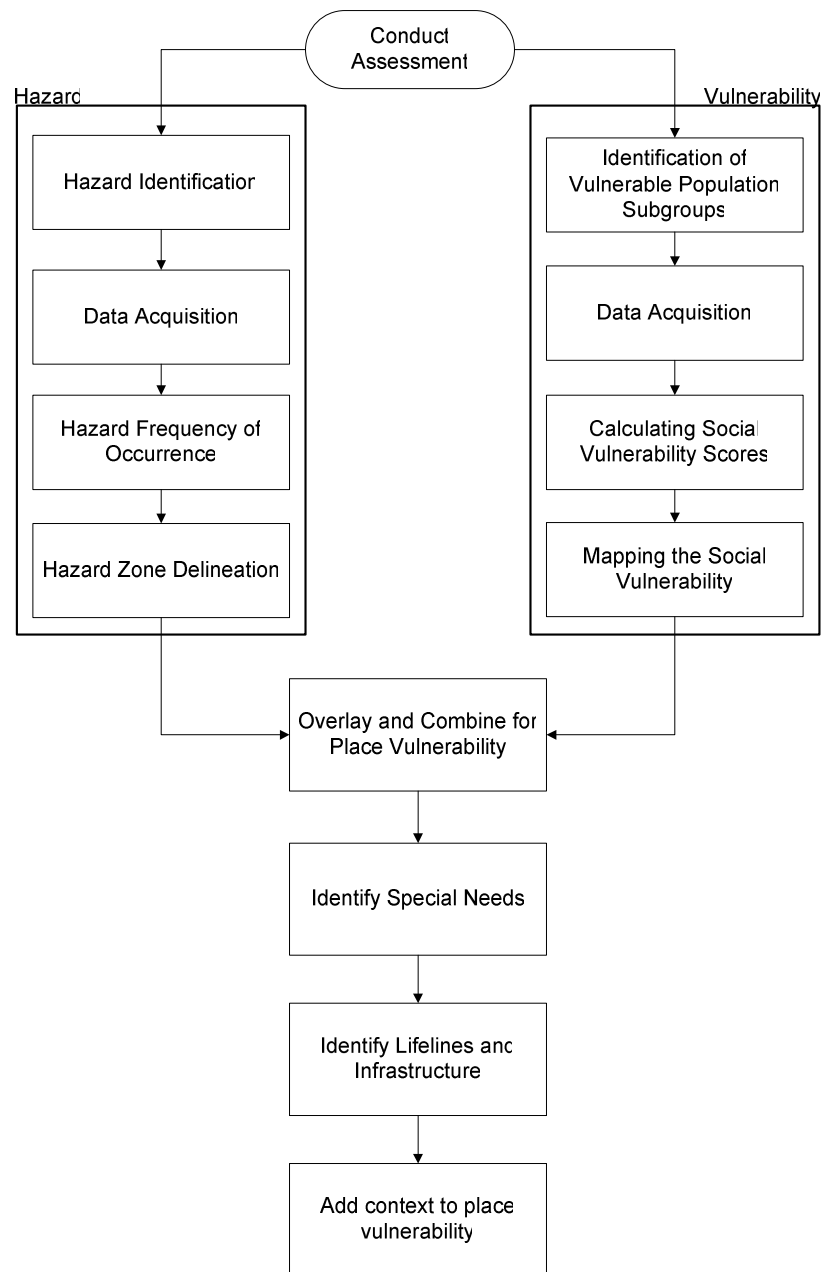 Conduct
Assessment
Hazard
Hazard Identification
Data Acquisition
Hazard Frequency of
Occurrence
Hazard Zone Delineation
Vulnerability
Identification of
Vulnerable Population
Subgroups
Data Acquisition
Calculating Social
Vulnerability Scores
Mapping the Social
Vulnerability
Overlay and Combine for
Place Vulnerability
Identify Special Needs
Identify Lifelines and
Infrastructure
Add context to place
vulnerability